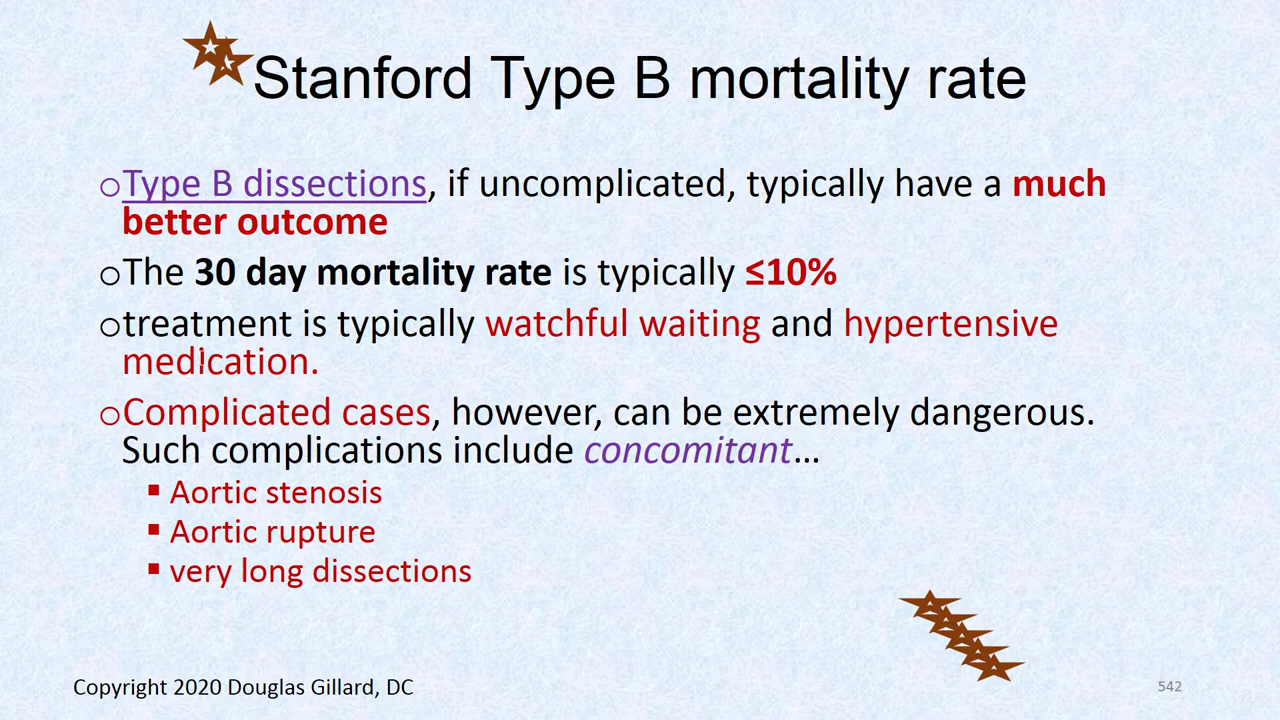 Stanford Type B mortality rate
oType B dissections, if uncomplicated, typically have a much
better outcome
oThe 30 day mortality rate is typically ≤10%
otreatment is typically watchful waiting and hypertensive
medication.
oComplicated cases, however, can be extremely dangerous.
Such complications include concomitant…
▪ Aortic stenosis
▪ Aortic rupture
▪ very long dissections
Copyright 2020 Douglas Gillard, DC
542